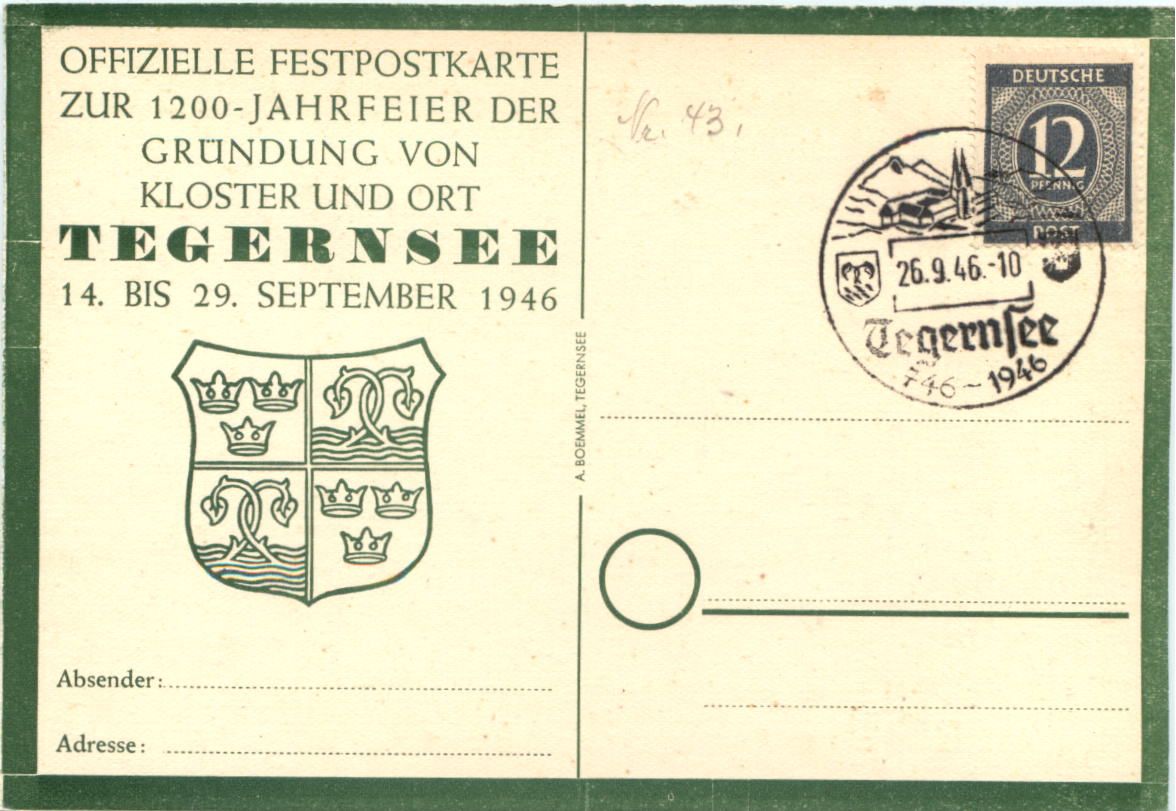 OFFIZIELLE FESTPOSTKARTE
ZUR 1200-JAHRFEIER DER
GRÜNDUNG VON
KLOSTER UND ORT
TEGERNSEE
14. BIS 29. SEPTEMBER 1946
Absender:
Adresse:
A. BOEMMEL, TEGERNSEE
Nr. 43.
DEUTSCHE
12
PFENNIG
POST
26.9.46.-10
Tegernsee
746-1946